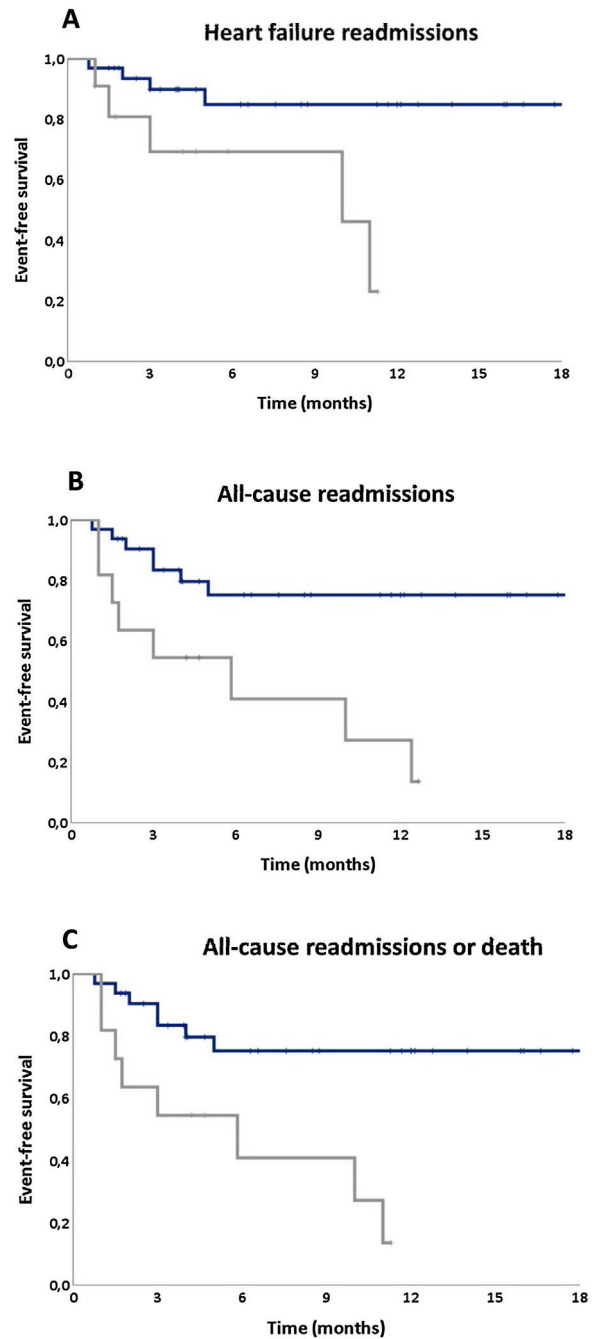 A
Heart failure readmissions
Event-free survival
1,0
0,8
0,6
0,4
0,2
0,0
0 3 6 9 12 15 18
Time (months)
B
All-cause readmissions
Event-free survival
1,0
0,8
0,6
0,4
0,2
0,0
0 3 6 9 12 15 18
Time (months)
C
All-cause readmissions or death
Event-free survival
1,0
0,8
0,6
0,4
0,2
0,0
0 3 6 9 12 15 18
Time (months)